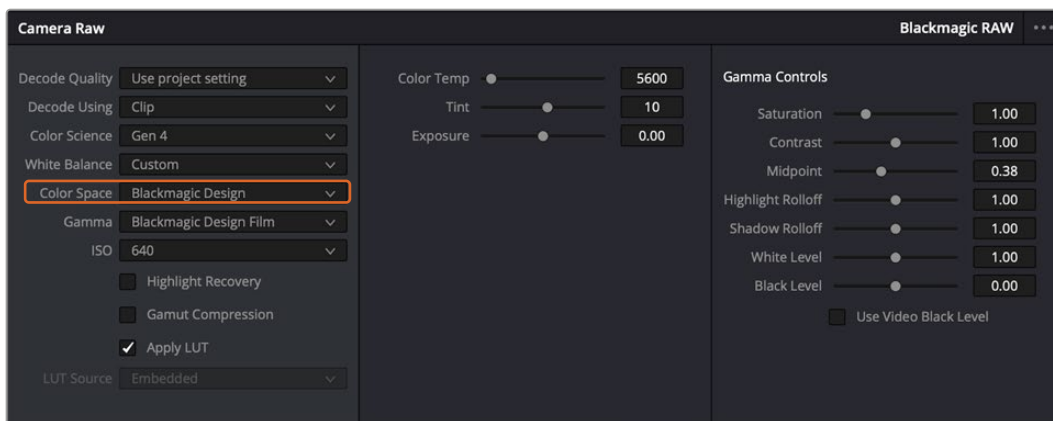 Camera Raw
Blackmagic RAW
Decode Quality Use project setting
Decode Using Clip
Color Science Gen 4
White Balance Custom
Color Space Blackmagic Design
Gamma Blackmagic Design Film
ISO 640
Highlight Recovery
Gamut Compression
Apply LUT
LUT Source Embedded
Color Temp 5600
Tint 10
Exposure 0.00
Gamma Controls
Saturation 1.00
Contrast 1.00
Midpoint 0.38
Highlight Rolloff 1.00
Shadow Rolloff 1.00
White Level 1.00
Black Level 0.00
Use Video Black Level